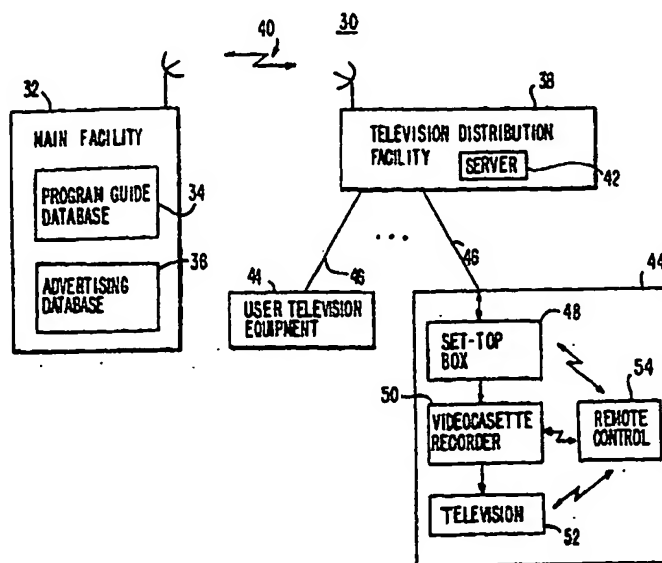 30
40
32
38
MAIN FACILITY
TELEVISION DISTRIBUTION
FACILITY
SERVER
42
PROGRAM GUIDE
DATABASE
34
36
ADVERTISING
DATABASE
...
46
46
44
44
USER TELEVISION
EQUIPMENT
48
SET-TOP
BOX
54
50
VIDEOCASETTE
RECORDER
REMOTE
CONTROL
TELEVISION
52